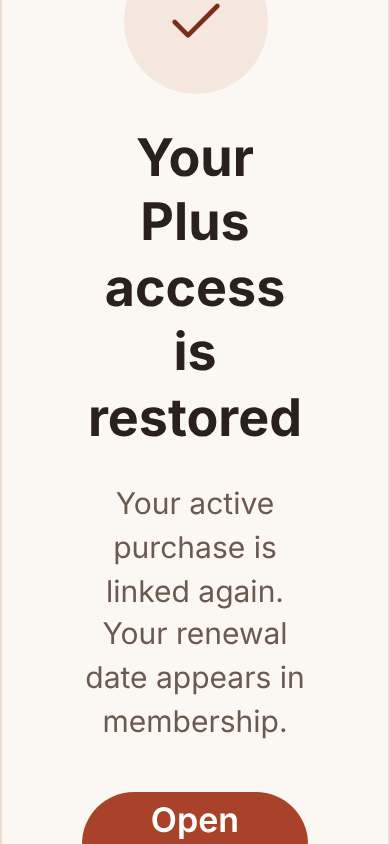 Your
Plus
access
is
restored
Your active
purchase is
linked again.
Your renewal
date appears in
membership.
Open